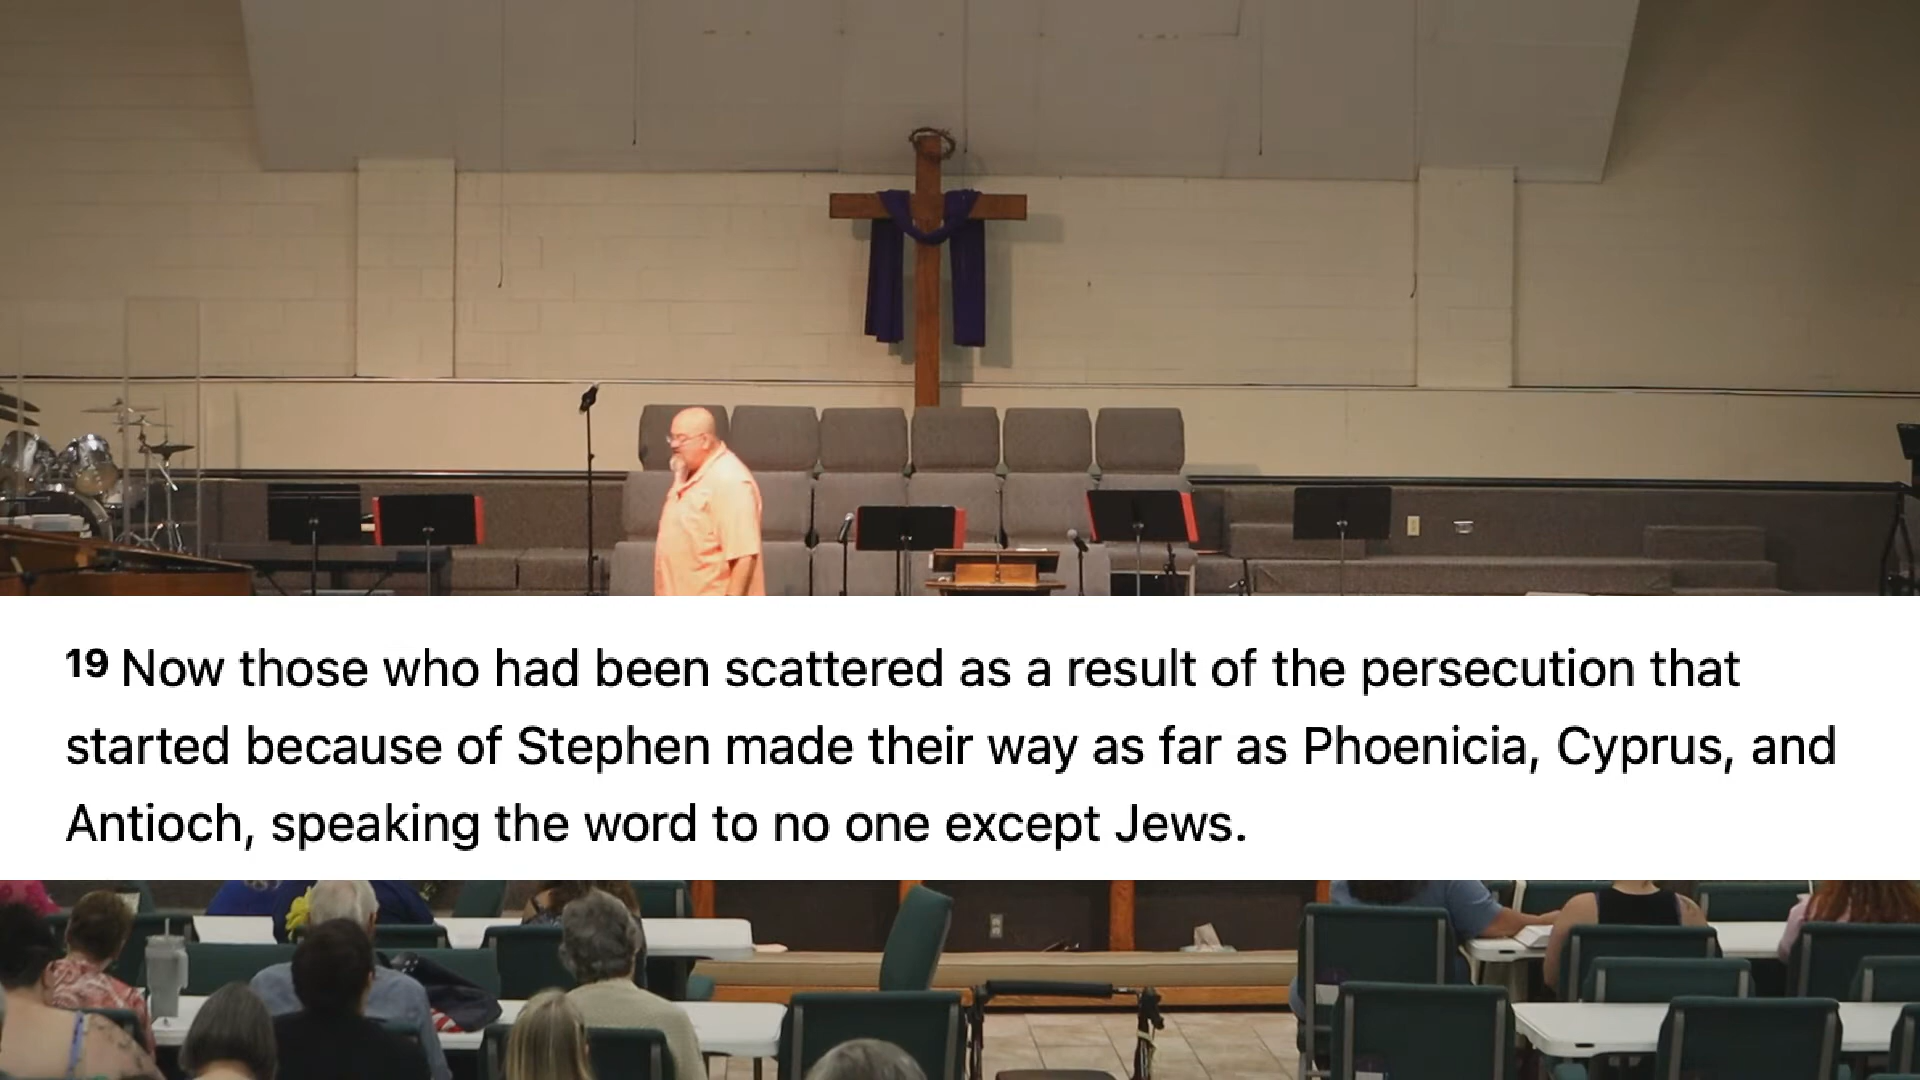 19 Now those who had been scattered as a result of the persecution that
started because of Stephen made their way as far as Phoenicia, Cyprus, and
Antioch, speaking the word to no one except Jews.